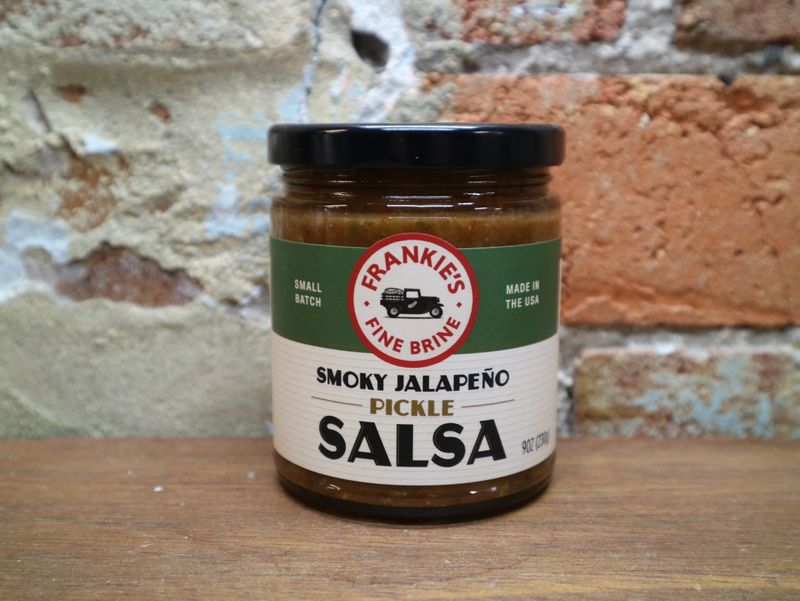 SMALL
BATCH
FRANKIE'S
FINE BRINE
MADE IN
THE USA
SMOKY JALAPEÑO
PICKLE
SALSA
9OZ (230g)